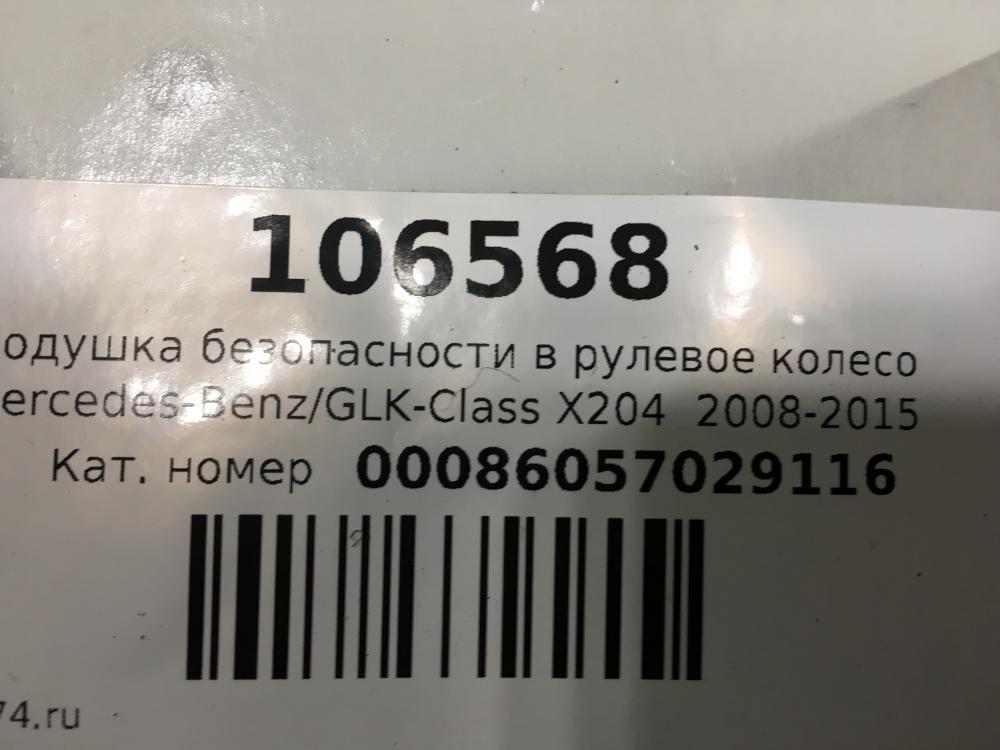 106568
одушка безопасности в рулевое колесо
ercedes-Benz/GLK-Class X204 2008-2015
Кат. номер 00086057029116
74.ru